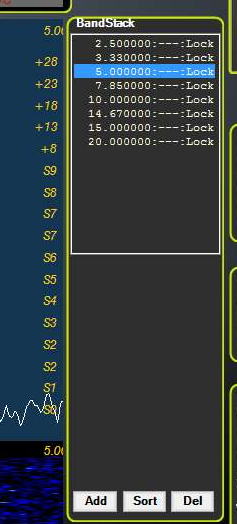 BandStack
5.0
+28
+23
+18
+13
+8
S9
S8
S7
S7
S6
S5
S4
S3
S2
S2
S1
S0
5.0
2.500000:---:Lock
3.330000:---:Lock
5.000000:---:Lock
7.850000:---:Lock
10.000000:---:Lock
14.670000:---:Lock
15.000000:---:Lock
20.000000:---:Lock
Add Sort Del